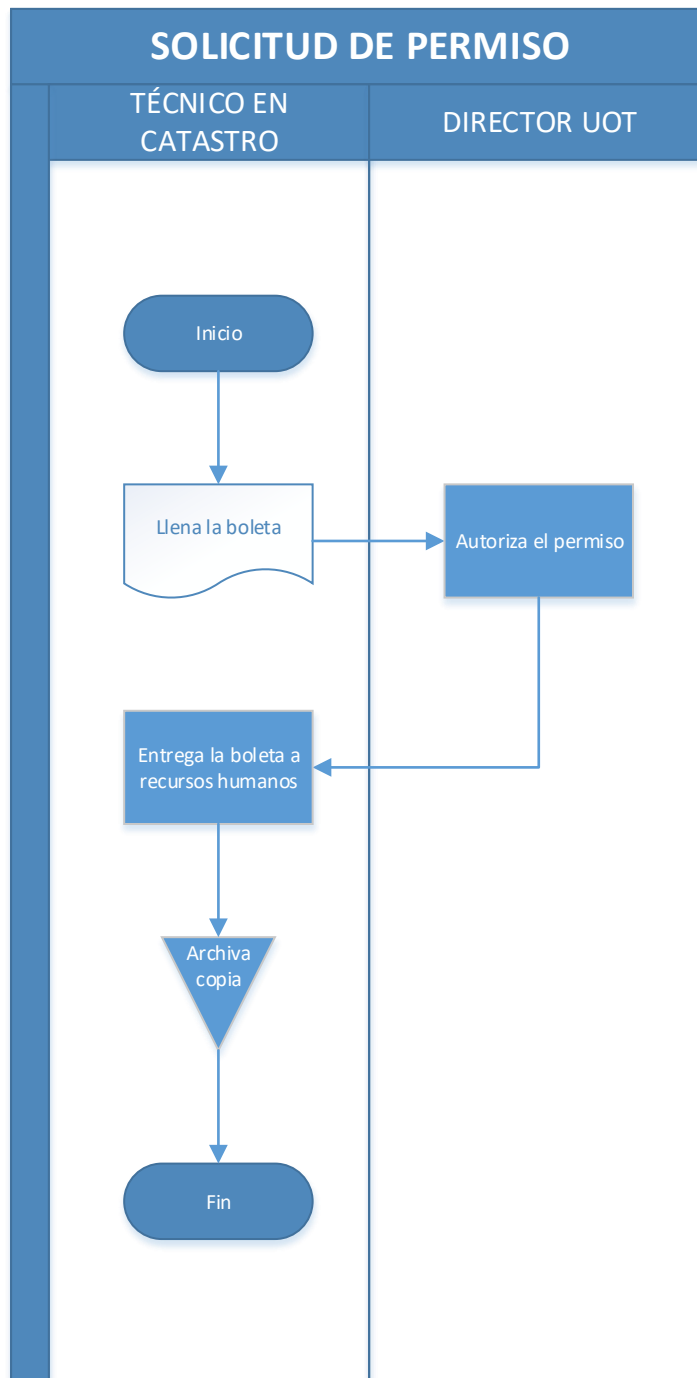 SOLICITUD DE PERMISO
TÉCNICO EN
CATASTRO
DIRECTOR UOT
Inicio
Llena la boleta
Autoriza el permiso
Entrega la boleta a
recursos humanos
Archiva
copia
Fin